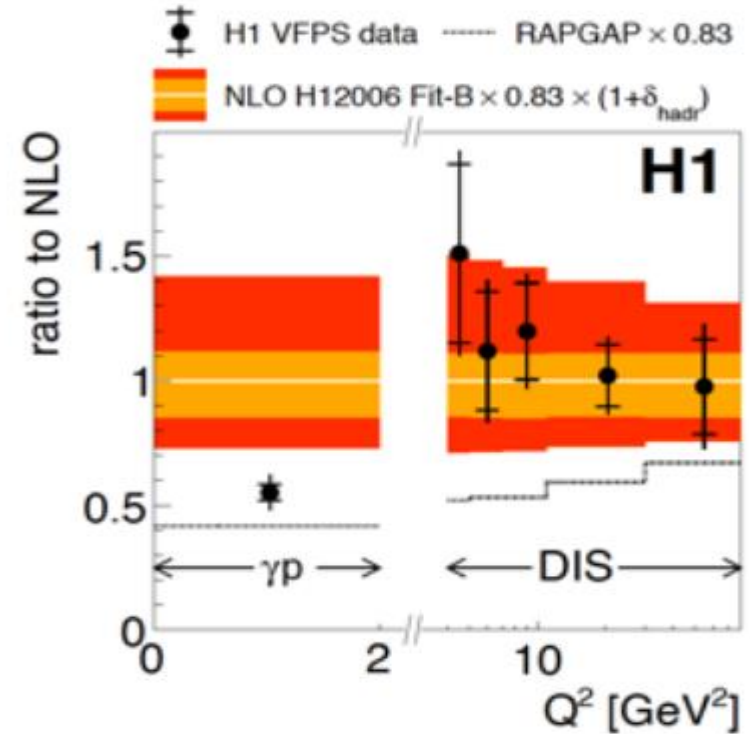 H1 VFPS data RAPGAP × 0.83
NLO H12006 Fit-B × 0.83 × (1+δhadr)
H1
ratio to NLO
1.5
1
0.5
0
γp
DIS
0 2 10
Q² [GeV²]